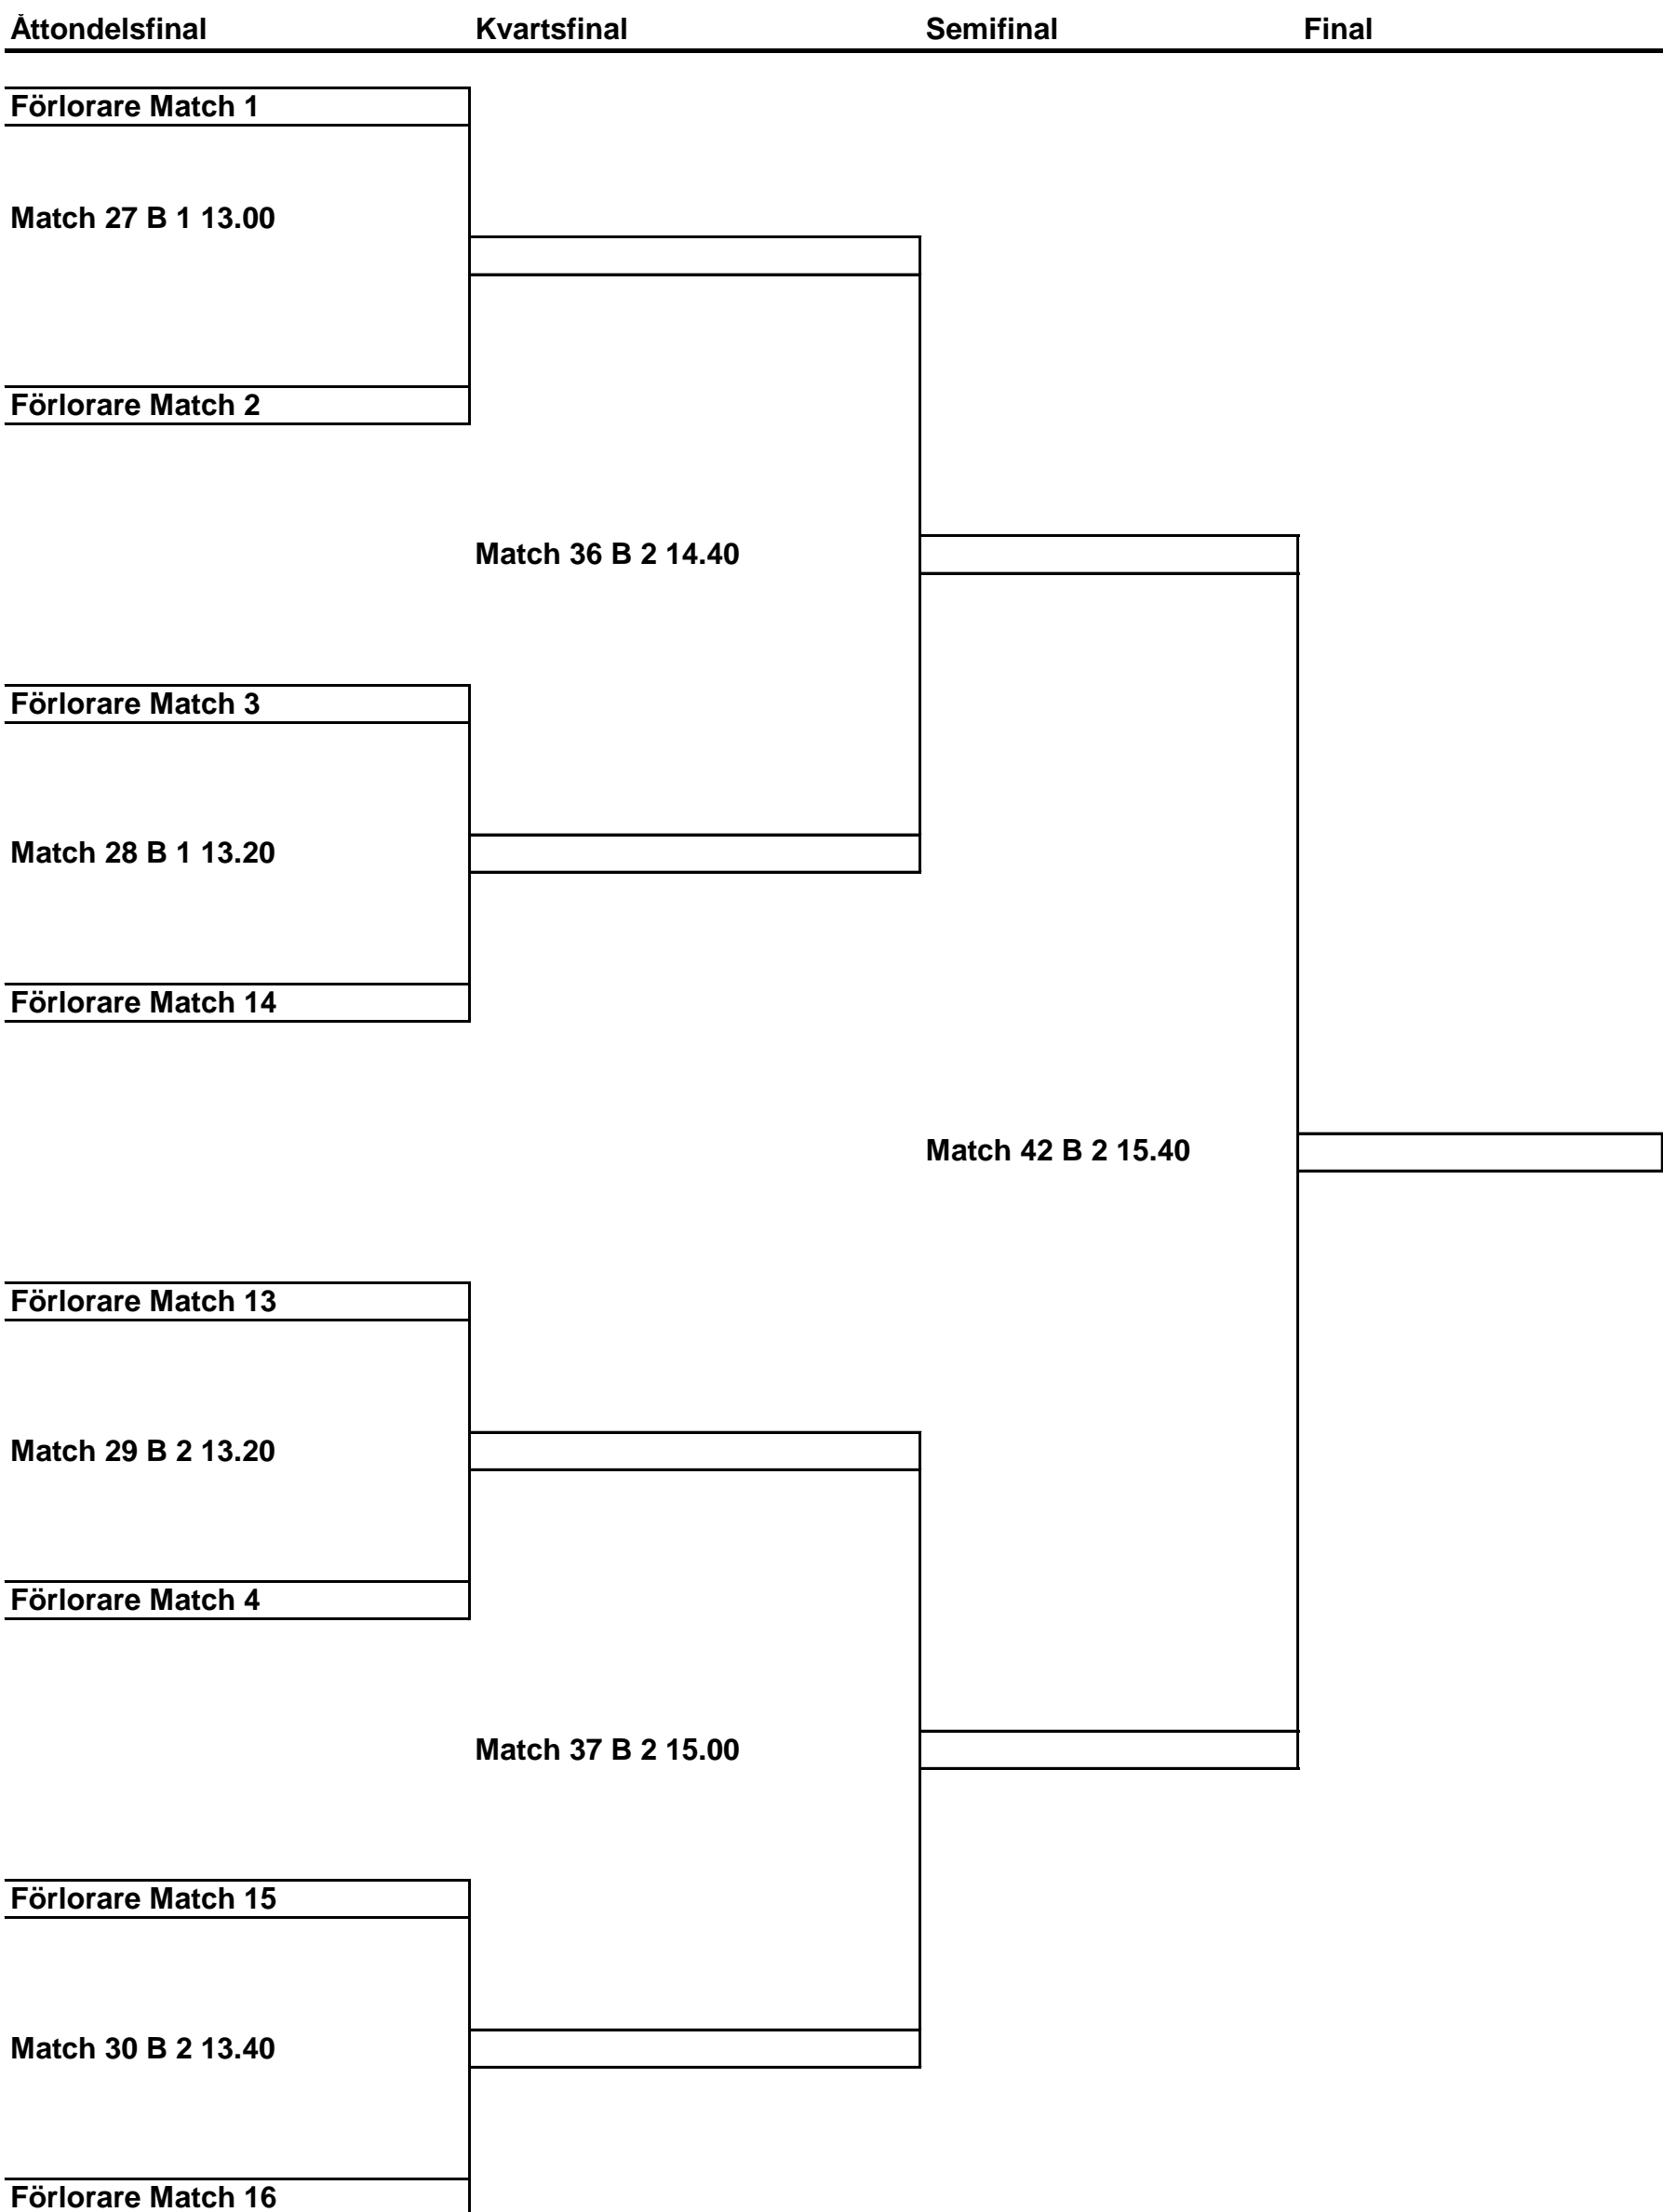 Åttondelsfinal Kvartsfinal Semifinal Final
Förlorare Match 1
Match 27 B 1 13.00
Förlorare Match 2
Match 36 B 2 14.40
Förlorare Match 3
Match 28 B 1 13.20
Förlorare Match 14
Match 42 B 2 15.40
Förlorare Match 13
Match 29 B 2 13.20
Förlorare Match 4
Match 37 B 2 15.00
Förlorare Match 15
Match 30 B 2 13.40
Förlorare Match 16